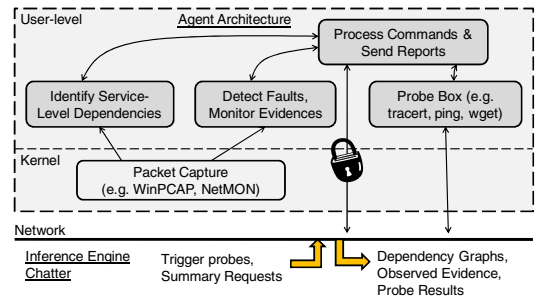 User-level
Agent Architecture
Process Commands &
Send Reports
Identify Service-
Level Dependencies
Detect Faults,
Monitor Evidences
Probe Box (e.g.
tracert, ping, wget)
Kernel
Packet Capture
(e.g. WinPCAP, NetMON)
Network
Inference Engine
Chatter
Trigger probes,
Summary Requests
Dependency Graphs,
Observed Evidence,
Probe Results